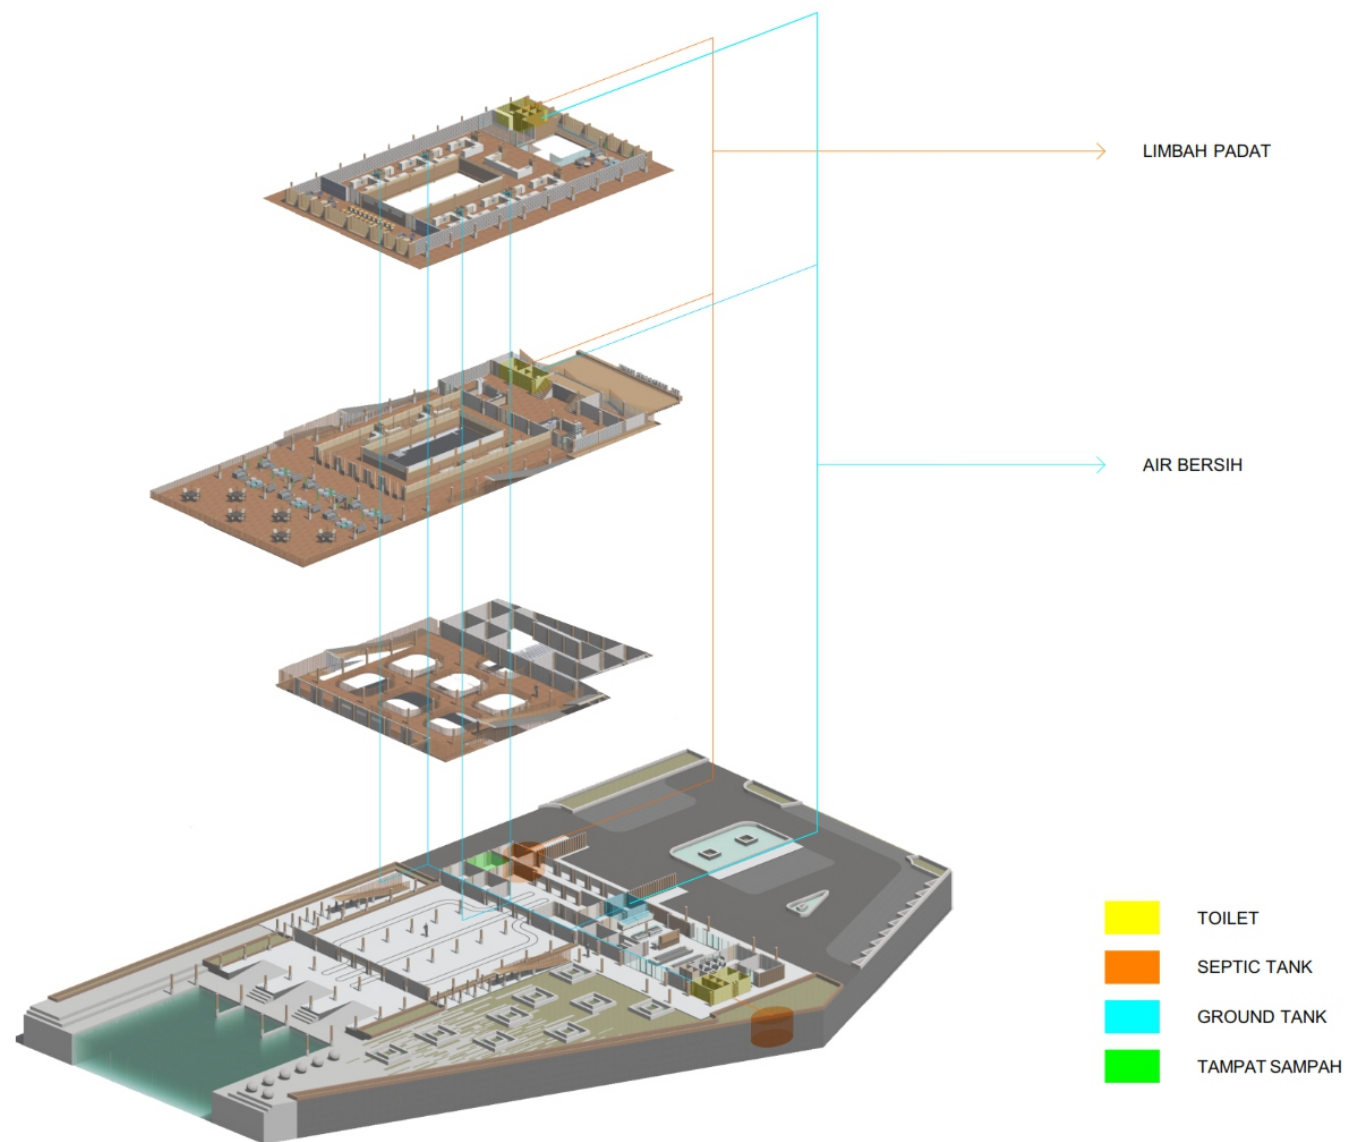 LIMBAH PADAT
AIR BERSIH
TOILET
SEPTIC TANK
GROUND TANK
TAMPAT SAMPAH